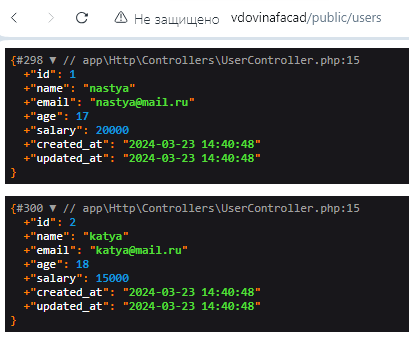 Не защищено vdovinafacad/public/users
{#298 ▼ // app\Http\Controllers\UserController.php:15
+"id": 1
+"name": "nastya"
+"email": "nastya@mail.ru"
+"age": 17
+"salary": 20000
+"created_at": "2024-03-23 14:40:48"
+"updated_at": "2024-03-23 14:40:48"
}
{#300 ▼ // app\Http\Controllers\UserController.php:15
+"id": 2
+"name": "katya"
+"email": "katya@mail.ru"
+"age": 18
+"salary": 15000
+"created_at": "2024-03-23 14:40:48"
+"updated_at": "2024-03-23 14:40:48"
}